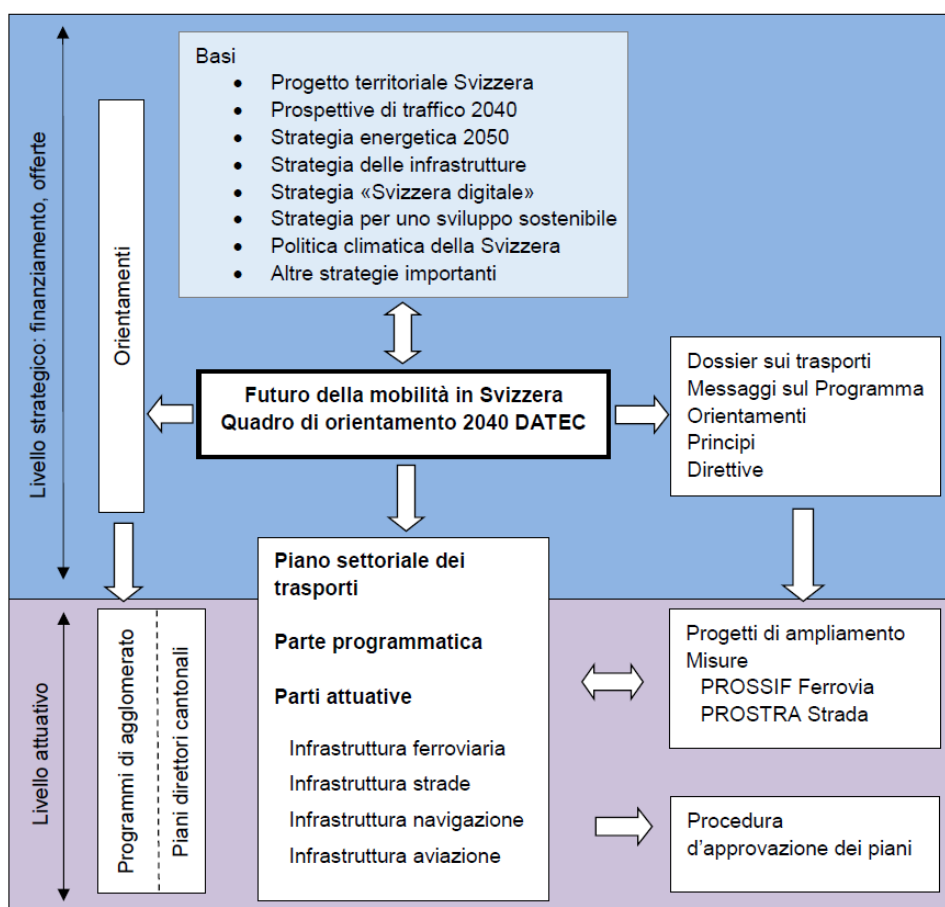 Livello strategico: finanziamento, offerte
Orientamenti
Basi
• Progetto territoriale Svizzera
• Prospettive di traffico 2040
• Strategia energetica 2050
• Strategia delle infrastrutture
• Strategia «Svizzera digitale»
• Strategia per uno sviluppo sostenibile
• Politica climatica della Svizzera
• Altre strategie importanti
Futuro della mobilità in Svizzera
Quadro di orientamento 2040 DATEC
Dossier sui trasporti
Messaggi sul Programma
Orientamenti
Principi
Direttive
Livello attuativo
Programmi di agglomerato
Piani direttori cantonali
Piano settoriale dei
trasporti
Parte programmatica
Parti attuative
Infrastruttura ferroviaria
Infrastruttura strade
Infrastruttura navigazione
Infrastruttura aviazione
Progetti di ampliamento
Misure
PROSSIF Ferrovia
PROSTRA Strada
Procedura
d'approvazione dei piani